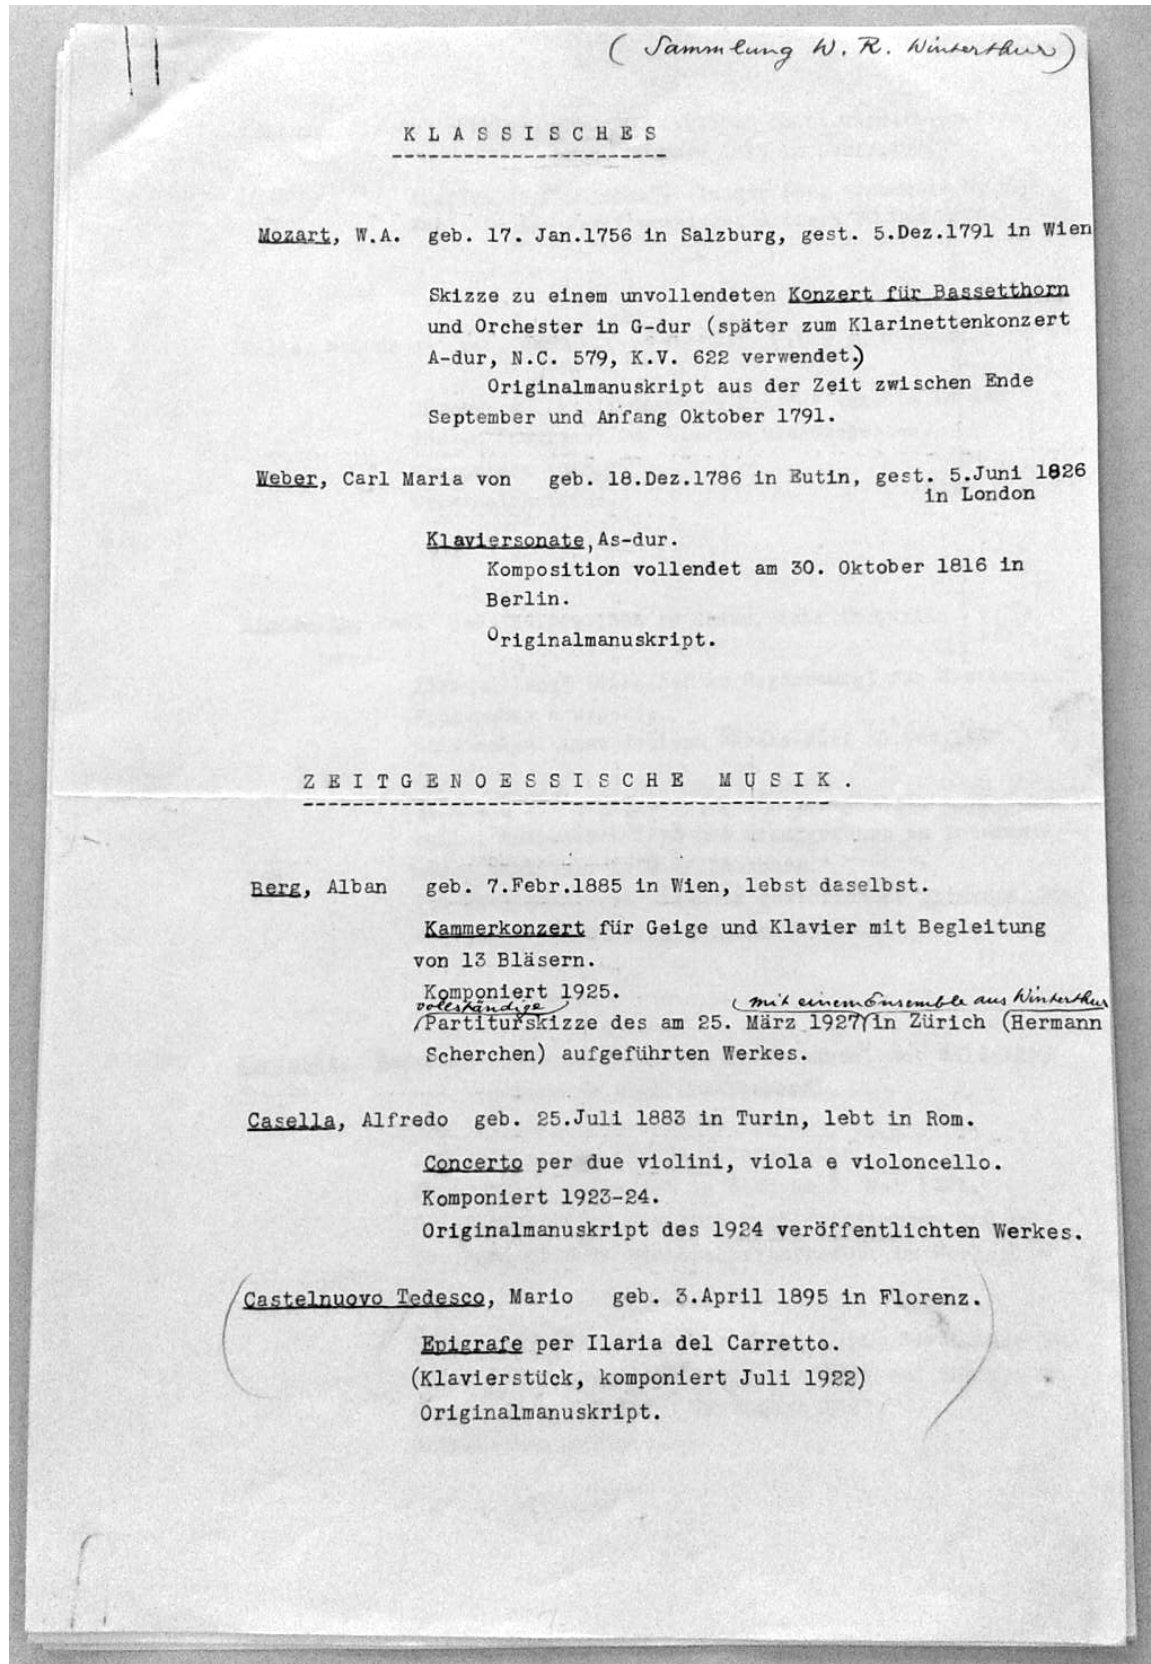 (Sammlung W. R. Winterthur)
KLASSISCHES
Mozart, W.A. geb. 17. Jan.1756 in Salzburg, gest. 5.Dez.1791 in Wien
Skizze zu einem unvollendeten Konzert für Bassetthorn
und Orchester in G-dur (später zum Klarinettenkonzert
A-dur, N.C. 579, K.V. 622 verwendet.)
Originalmanuskript aus der Zeit zwischen Ende
September und Anfang Oktober 1791.
Weber, Carl Maria von geb. 18.Dez.1786 in Eutin, gest. 5.Juni 1826
in London
Klaviersonate, As-dur.
Komposition vollendet am 30. Oktober 1816 in
Berlin.
Originalmanuskript.
ZEITGENOESSISCHE MUSIK.
Berg, Alban geb. 7.Febr.1885 in Wien, lebst daselbst.
Kammerkonzert für Geige und Klavier mit Begleitung
von 13 Bläsern.
Komponiert 1925.
vollständige mit einem Ensemble aus Winterthur
Partiturskizze des am 25. März 1927 in Zürich (Hermann
Scherchen) aufgeführten Werkes.
Casella, Alfredo geb. 25.Juli 1883 in Turin, lebt in Rom.
Concerto per due violini, viola e violoncello.
Komponiert 1923-24.
Originalmanuskript des 1924 veröffentlichten Werkes.
Castelnuovo Tedesco, Mario geb. 3.April 1895 in Florenz.
Epigrafe per Ilaria del Carretto.
(Klavierstück, komponiert Juli 1922)
Originalmanuskript.